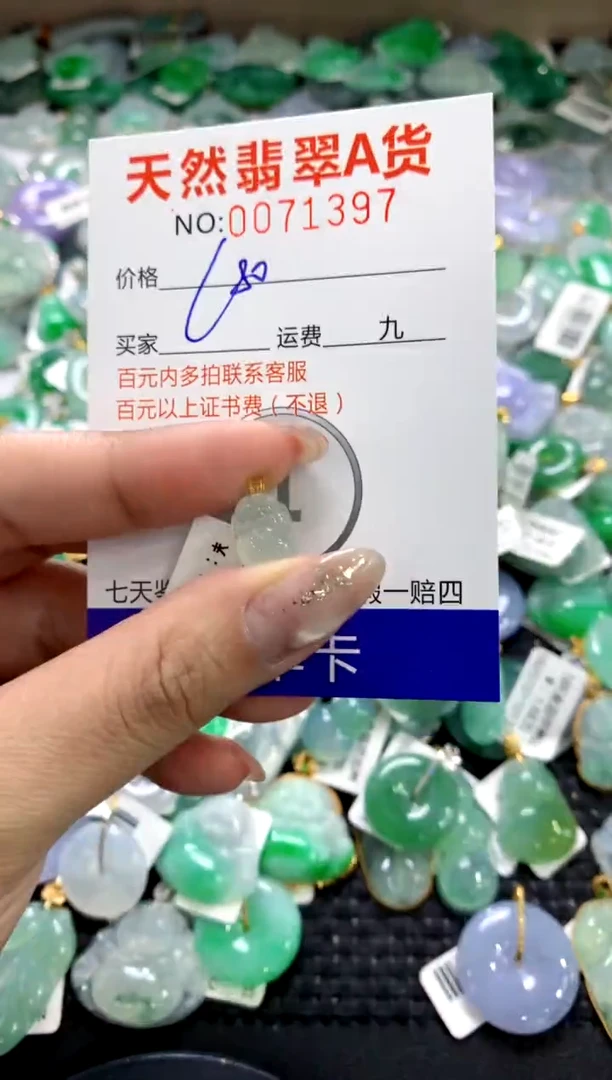 天然翡翠A货
NO:0071397
价格
买家 运费 九
百元内多拍联系客服
百元以上证书费(不退)
七天 假一赔四
卡